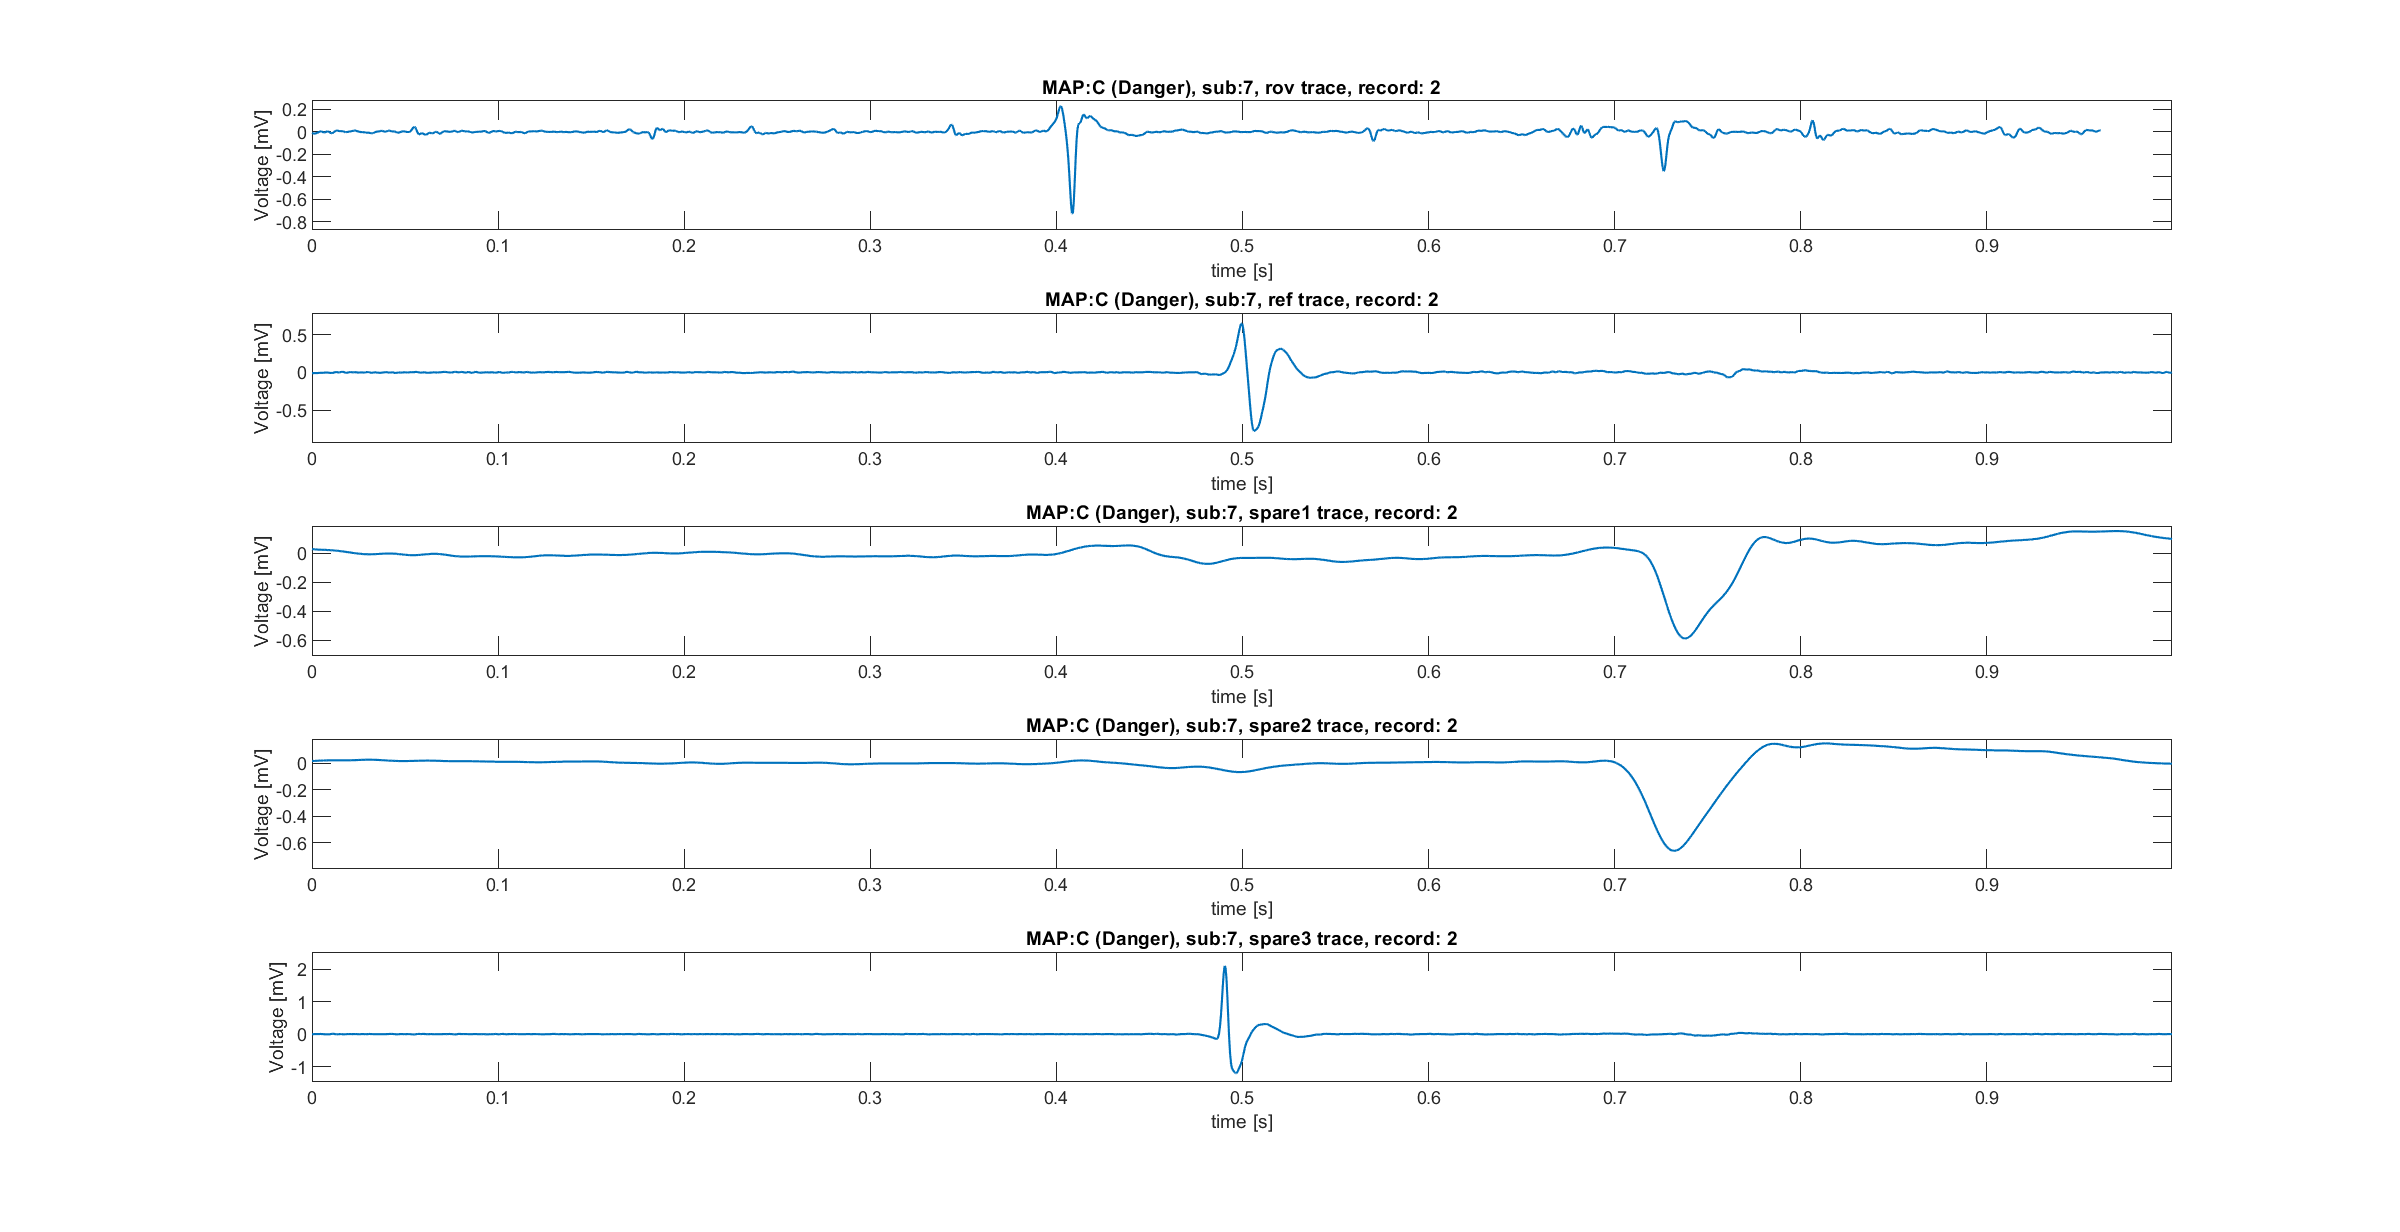 MAP:C (Danger), sub:7, rov trace, record: 2
Voltage [mV]
0.2
0
-0.2
-0.4
-0.6
-0.8
0 0.1 0.2 0.3 0.4 0.5 0.6 0.7 0.8 0.9
time [s]
MAP:C (Danger), sub:7, ref trace, record: 2
Voltage [mV]
0.5
0
-0.5
0 0.1 0.2 0.3 0.4 0.5 0.6 0.7 0.8 0.9
time [s]
MAP:C (Danger), sub:7, spare1 trace, record: 2
Voltage [mV]
0
-0.2
-0.4
-0.6
0 0.1 0.2 0.3 0.4 0.5 0.6 0.7 0.8 0.9
time [s]
MAP:C (Danger), sub:7, spare2 trace, record: 2
Voltage [mV]
0
-0.2
-0.4
-0.6
0 0.1 0.2 0.3 0.4 0.5 0.6 0.7 0.8 0.9
time [s]
MAP:C (Danger), sub:7, spare3 trace, record: 2
Voltage [mV]
2
1
0
-1
0 0.1 0.2 0.3 0.4 0.5 0.6 0.7 0.8 0.9
time [s]